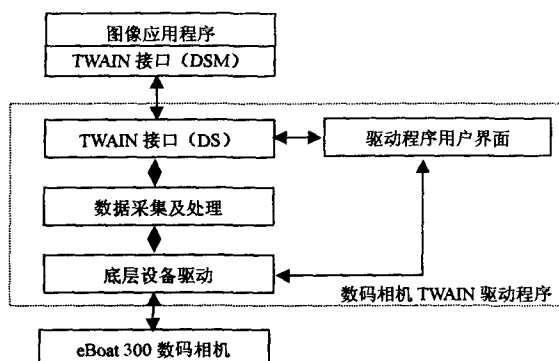 图像应用程序
TWAIN 接口（DSM）
TWAIN 接口（DS）
驱动程序用户界面
数据采集及处理
底层设备驱动
数码相机 TWAIN 驱动程序
eBoat 300 数码相机